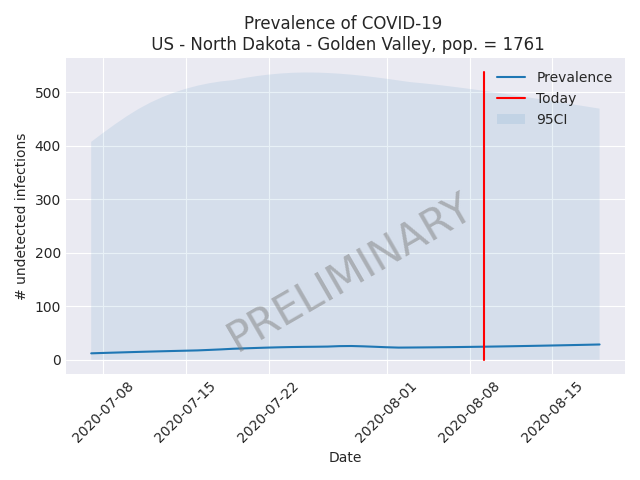 Prevalence of COVID-19
US - North Dakota - Golden Valley, pop. = 1761
Prevalence
Today
95CI
500
400
300
200
100
0
# undetected infections
PRELIMINARY
2020-07-08
2020-07-15
2020-07-22
2020-08-01
2020-08-08
2020-08-15
Date